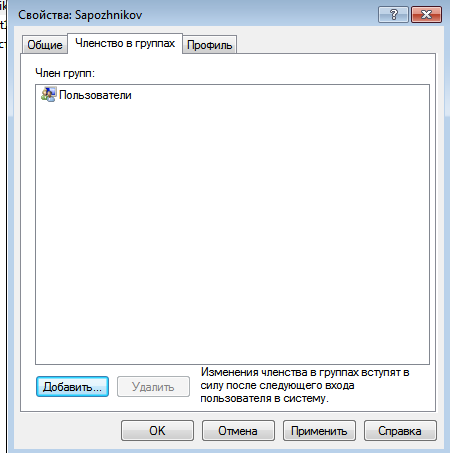 Свойства: Sapozhnikov
Общие Членство в группах Профиль
Член групп:
Пользователи
Добавить... Удалить
Изменения членства в группах вступят в
силу после следующего входа
пользователя в систему.
OK Отмена Применить Справка